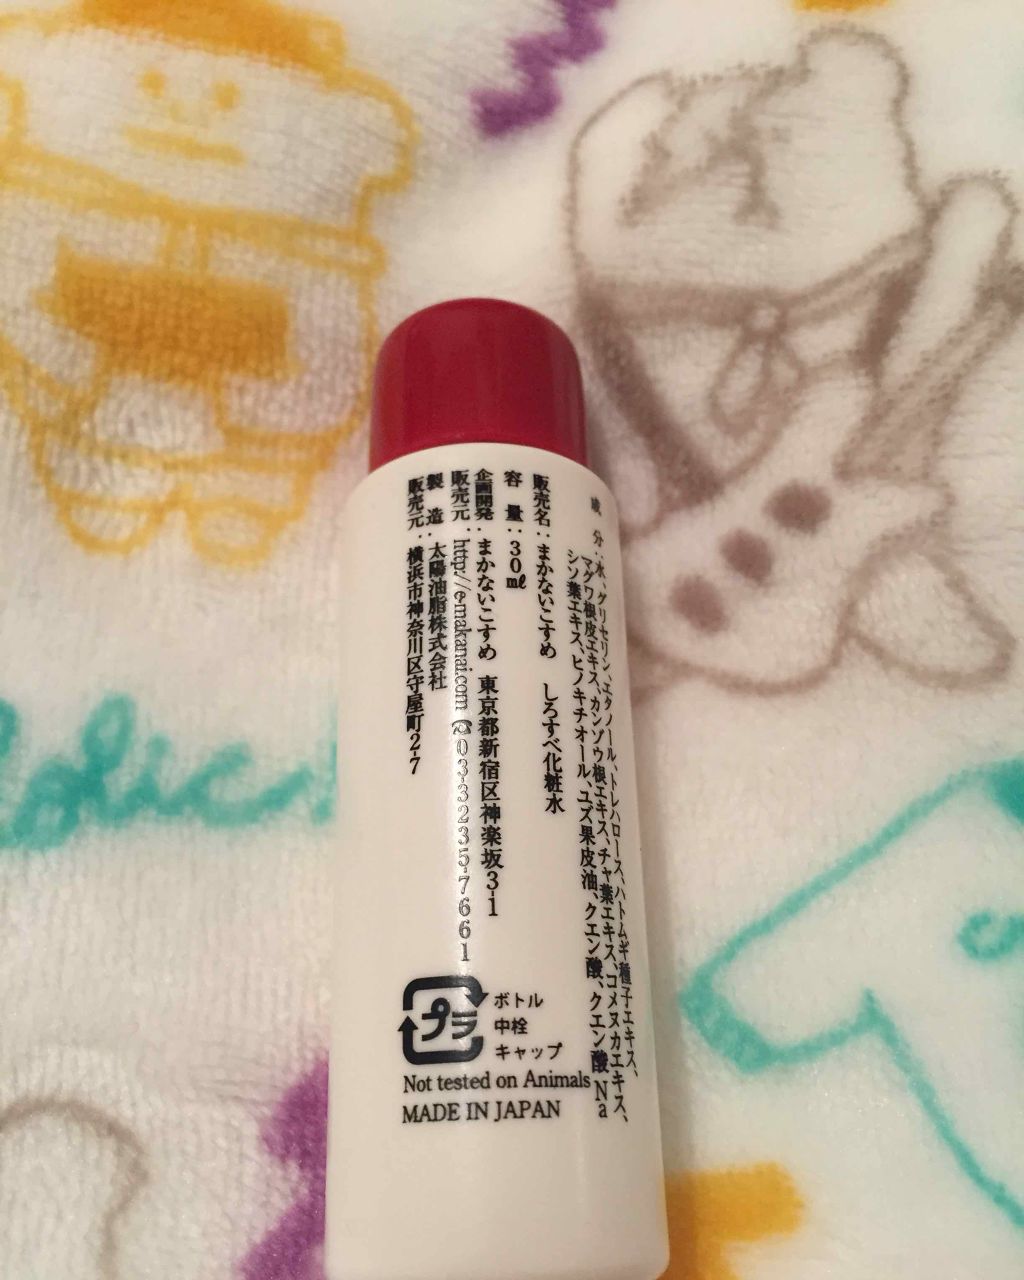 成分：水、グリセリン、エタノール、トレハロース、ハトムギ種子エキス、
マグワ根皮エキス、カンゾウ根エキス、チャ葉エキス、コメヌカエキス、
シソ葉エキス、ヒノキチオール、ユズ果皮油、クエン酸、クエン酸Na
販売名：まかないこすめ しろすべ化粧水
容量：30㎖
企画開発：まかないこすめ 東京都新宿区神楽坂3-1
販売元：http://e-makanai.com ☎03-3235-7661
製造：太陽油脂株式会社
販売元：横浜市神奈川区守屋町2-7
プラ
ボトル
中栓
キャップ
Not tested on Animals
MADE IN JAPAN